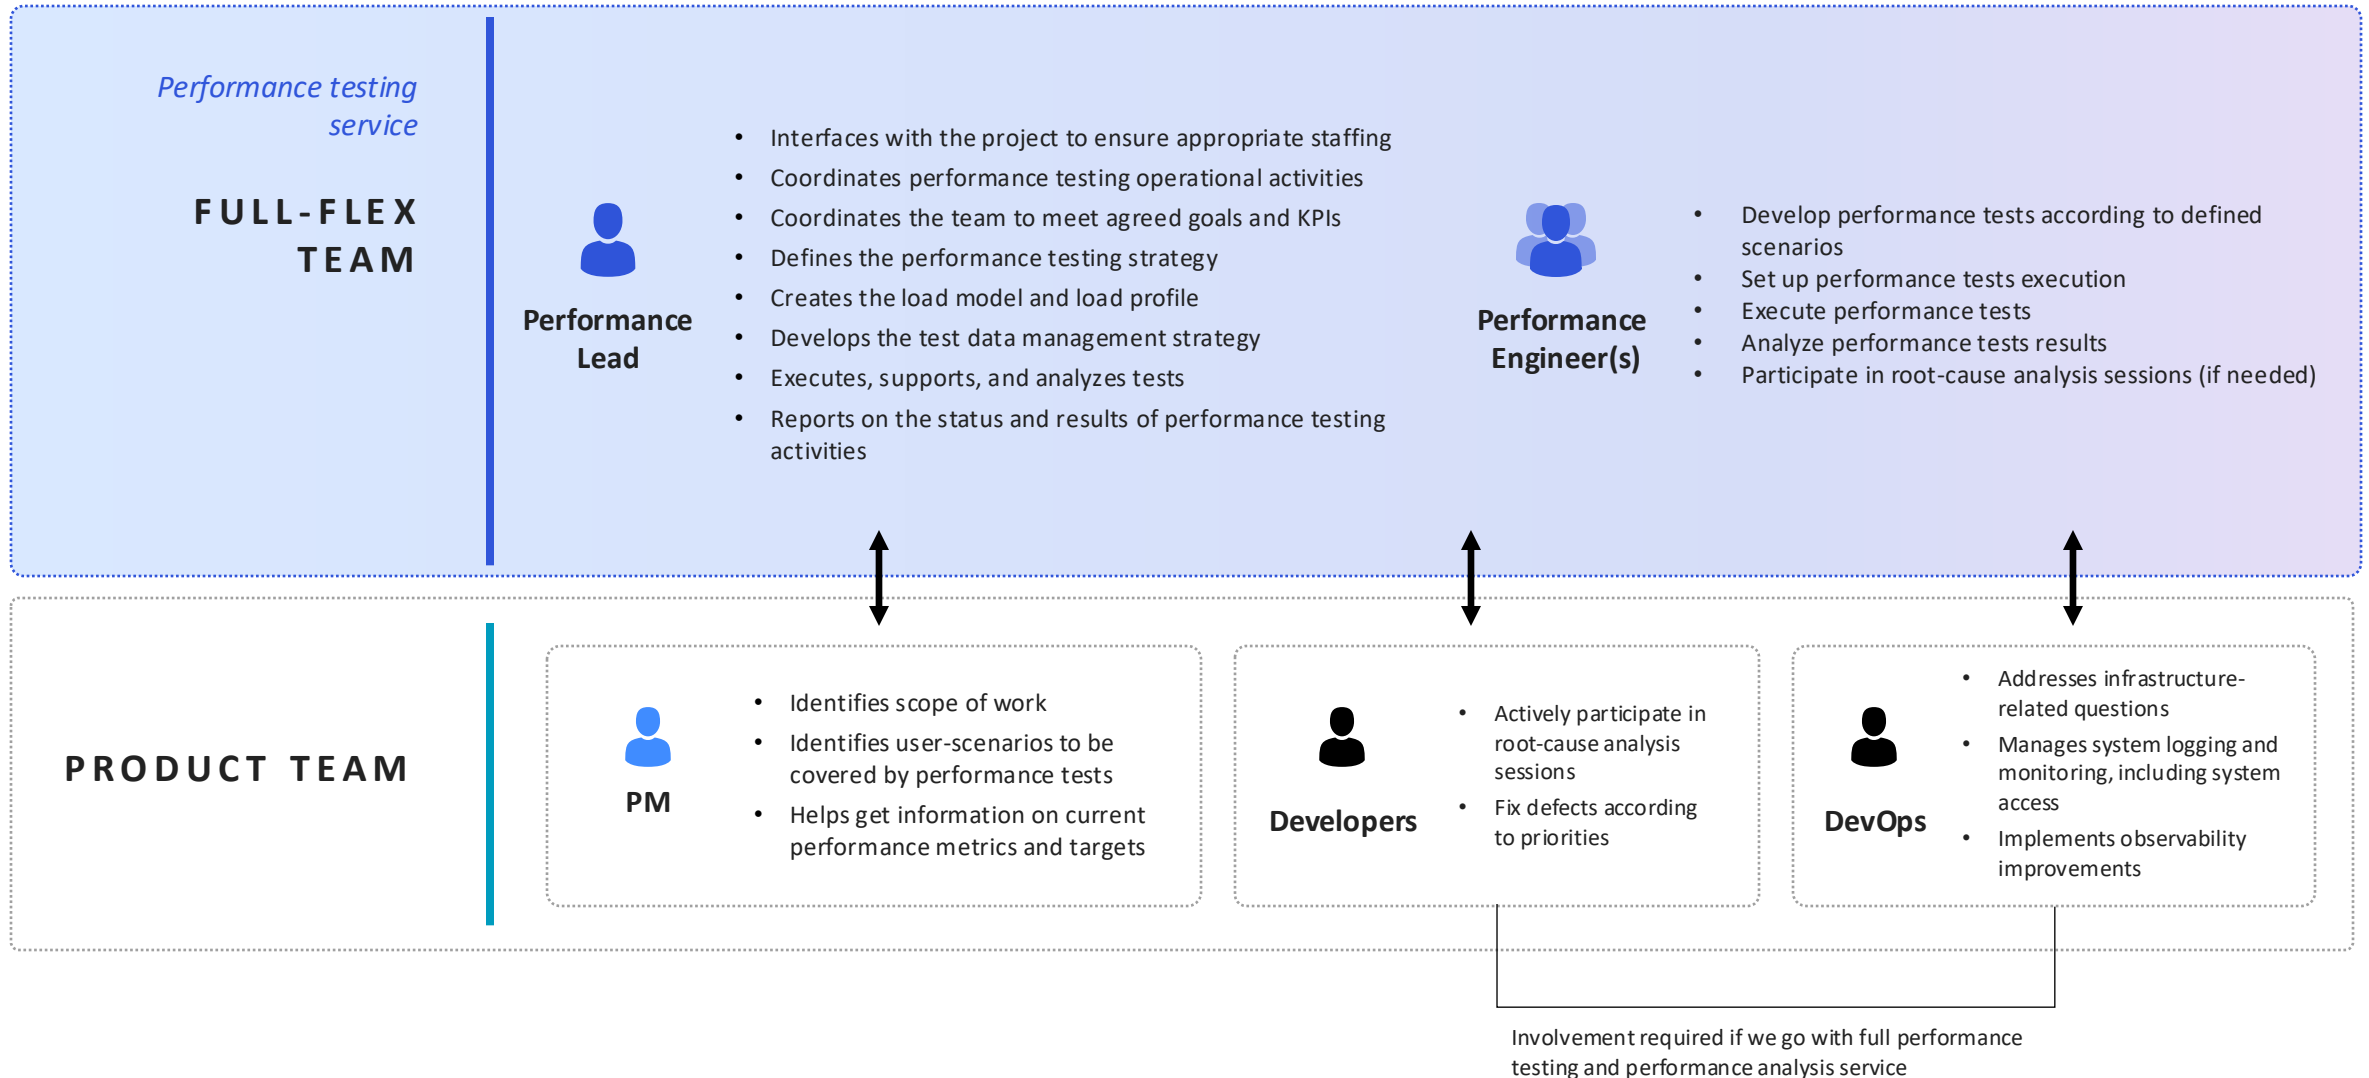 Performance testing
service
FULL-FLEX
TEAM
Performance
Lead
• Interfaces with the project to ensure appropriate staffing
• Coordinates performance testing operational activities
• Coordinates the team to meet agreed goals and KPIs
• Defines the performance testing strategy
• Creates the load model and load profile
• Develops the test data management strategy
• Executes, supports, and analyzes tests
• Reports on the status and results of performance testing
activities
Performance
Engineer(s)
• Develop performance tests according to defined
scenarios
• Set up performance tests execution
• Execute performance tests
• Analyze performance tests results
• Participate in root-cause analysis sessions (if needed)
PRODUCT TEAM
PM
• Identifies scope of work
• Identifies user-scenarios to be
covered by performance tests
• Helps get information on current
performance metrics and targets
Developers
• Actively participate in
root-cause analysis
sessions
• Fix defects according
to priorities
DevOps
• Addresses infrastructure-
related questions
• Manages system logging and
monitoring, including system
access
• Implements observability
improvements
Involvement required if we go with full performance
testing and performance analysis service